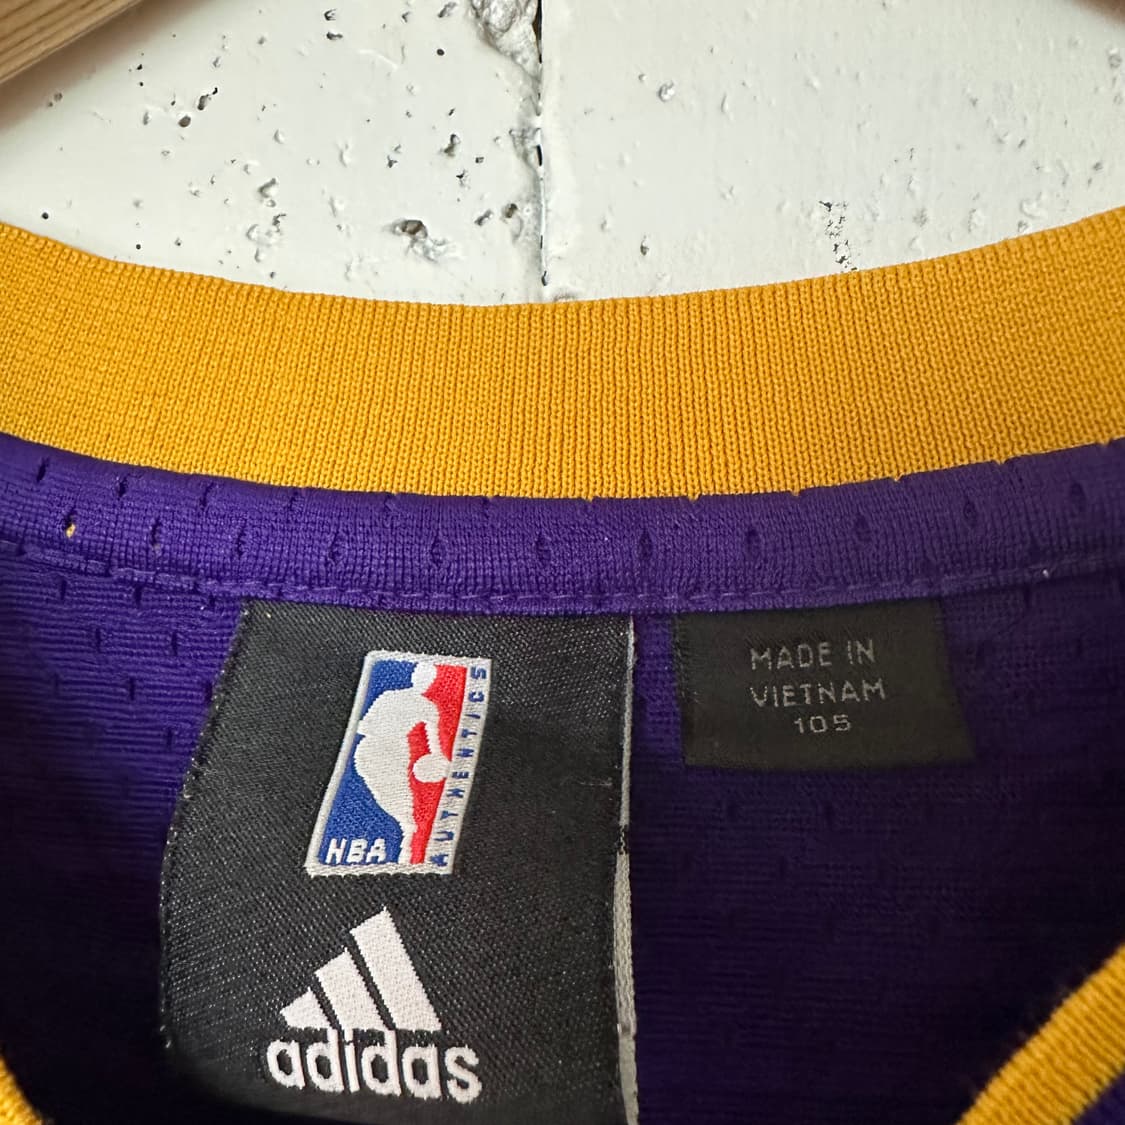 NBA
AUTHENTICS
adidas
MADE IN
VIETNAM
105